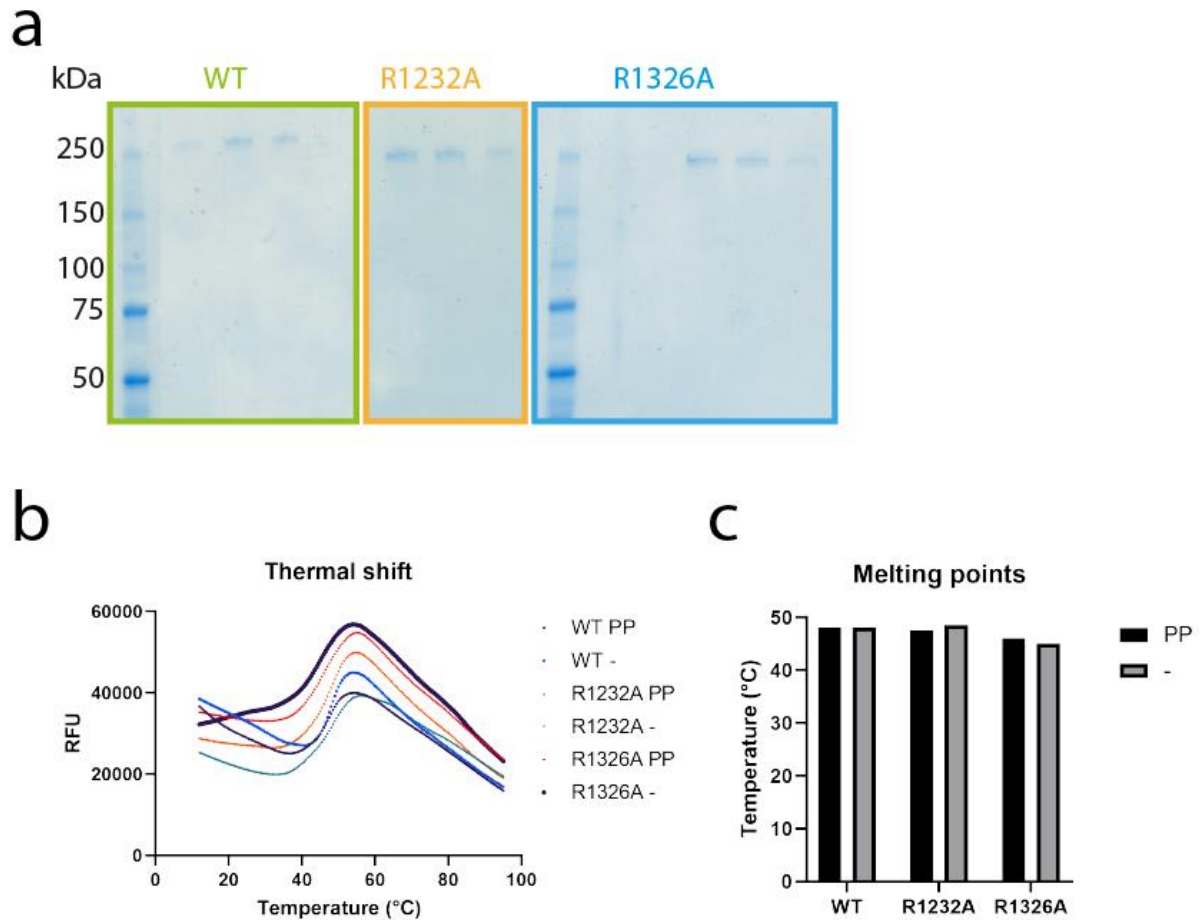 a
kDa WT R1232A R1326A
250
150
100
75
50
b
Thermal shift
60000
40000
20000
0
RFU
0 20 40 60 80 100
Temperature (°C)
WT PP
WT -
R1232A PP
R1232A -
R1326A PP
R1326A -
c
Melting points
50
40
30
20
10
0
Temperature (°C)
WT R1232A R1326A
PP
-